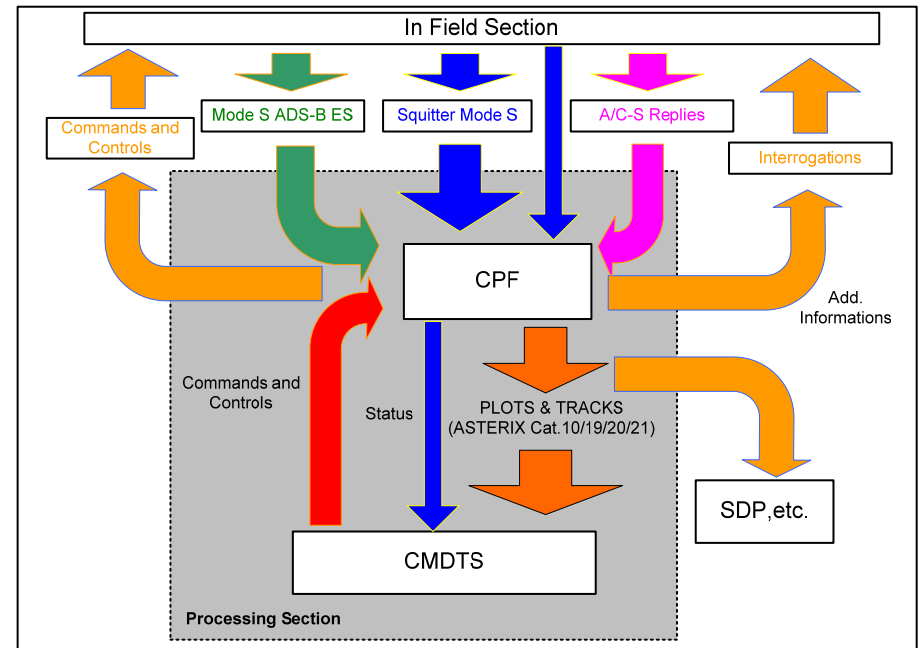 In Field Section
Mode S ADS-B ES
Squitter Mode S
A/C-S Replies
Commands and
Controls
Interrogations
CPF
Add.
Informations
Commands and
Controls
Status
PLOTS & TRACKS
(ASTERIX Cat.10/19/20/21)
SDP,etc.
CMDTS
Processing Section